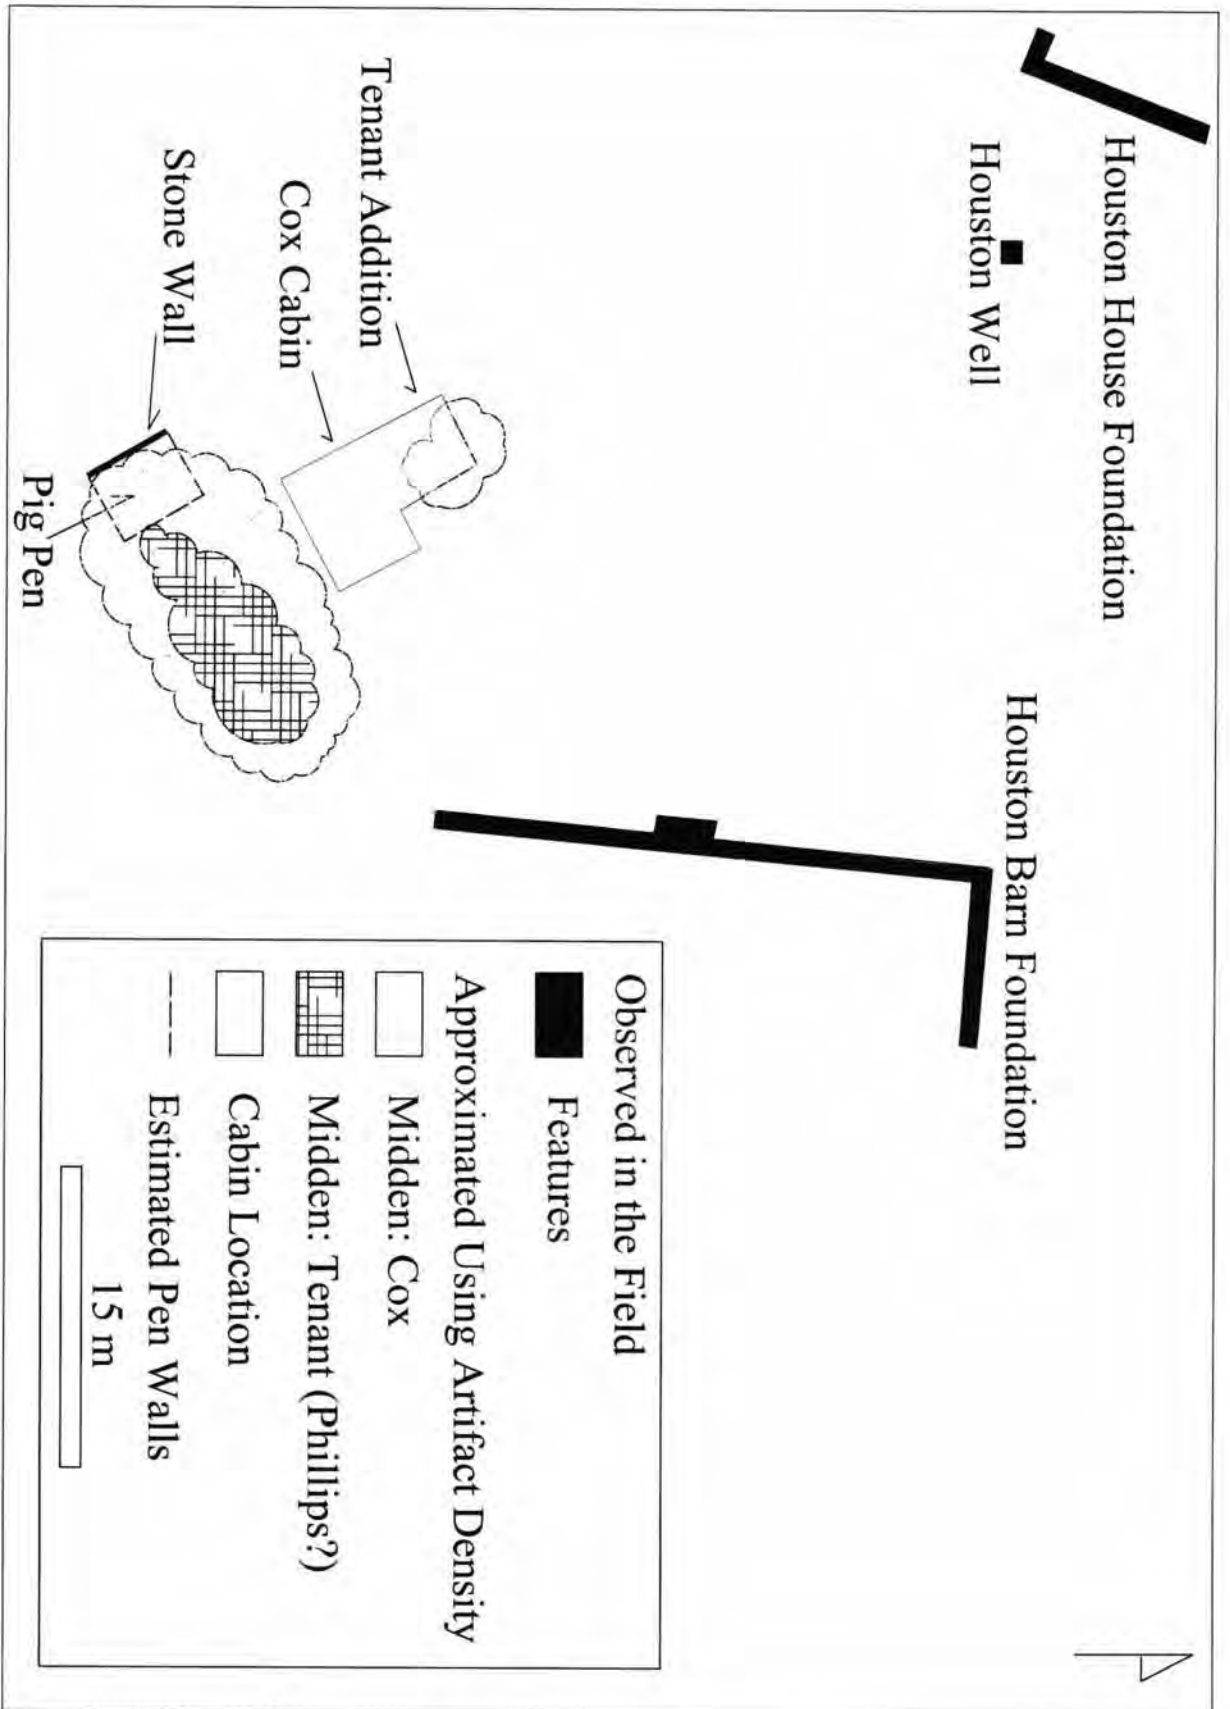 Houston House Foundation
Houston Well
Houston Barn Foundation
Tenant Addition
Cox Cabin
Stone Wall
Pig Pen
Observed in the Field
Features
Approximated Using Artifact Density
Midden: Cox
Midden: Tenant (Phillips?)
Cabin Location
Estimated Pen Walls
15 m